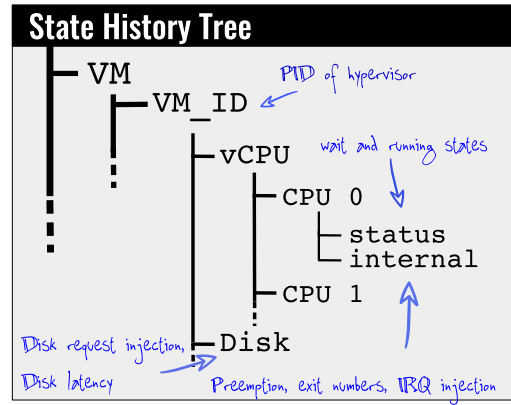 State History Tree
VM
PID of hypervisor
VM_ID
wait and running states
vCPU
CPU 0
status
internal
CPU 1
Disk
Disk request injection,
Disk latency
Preemption, exit numbers, IRQ injection